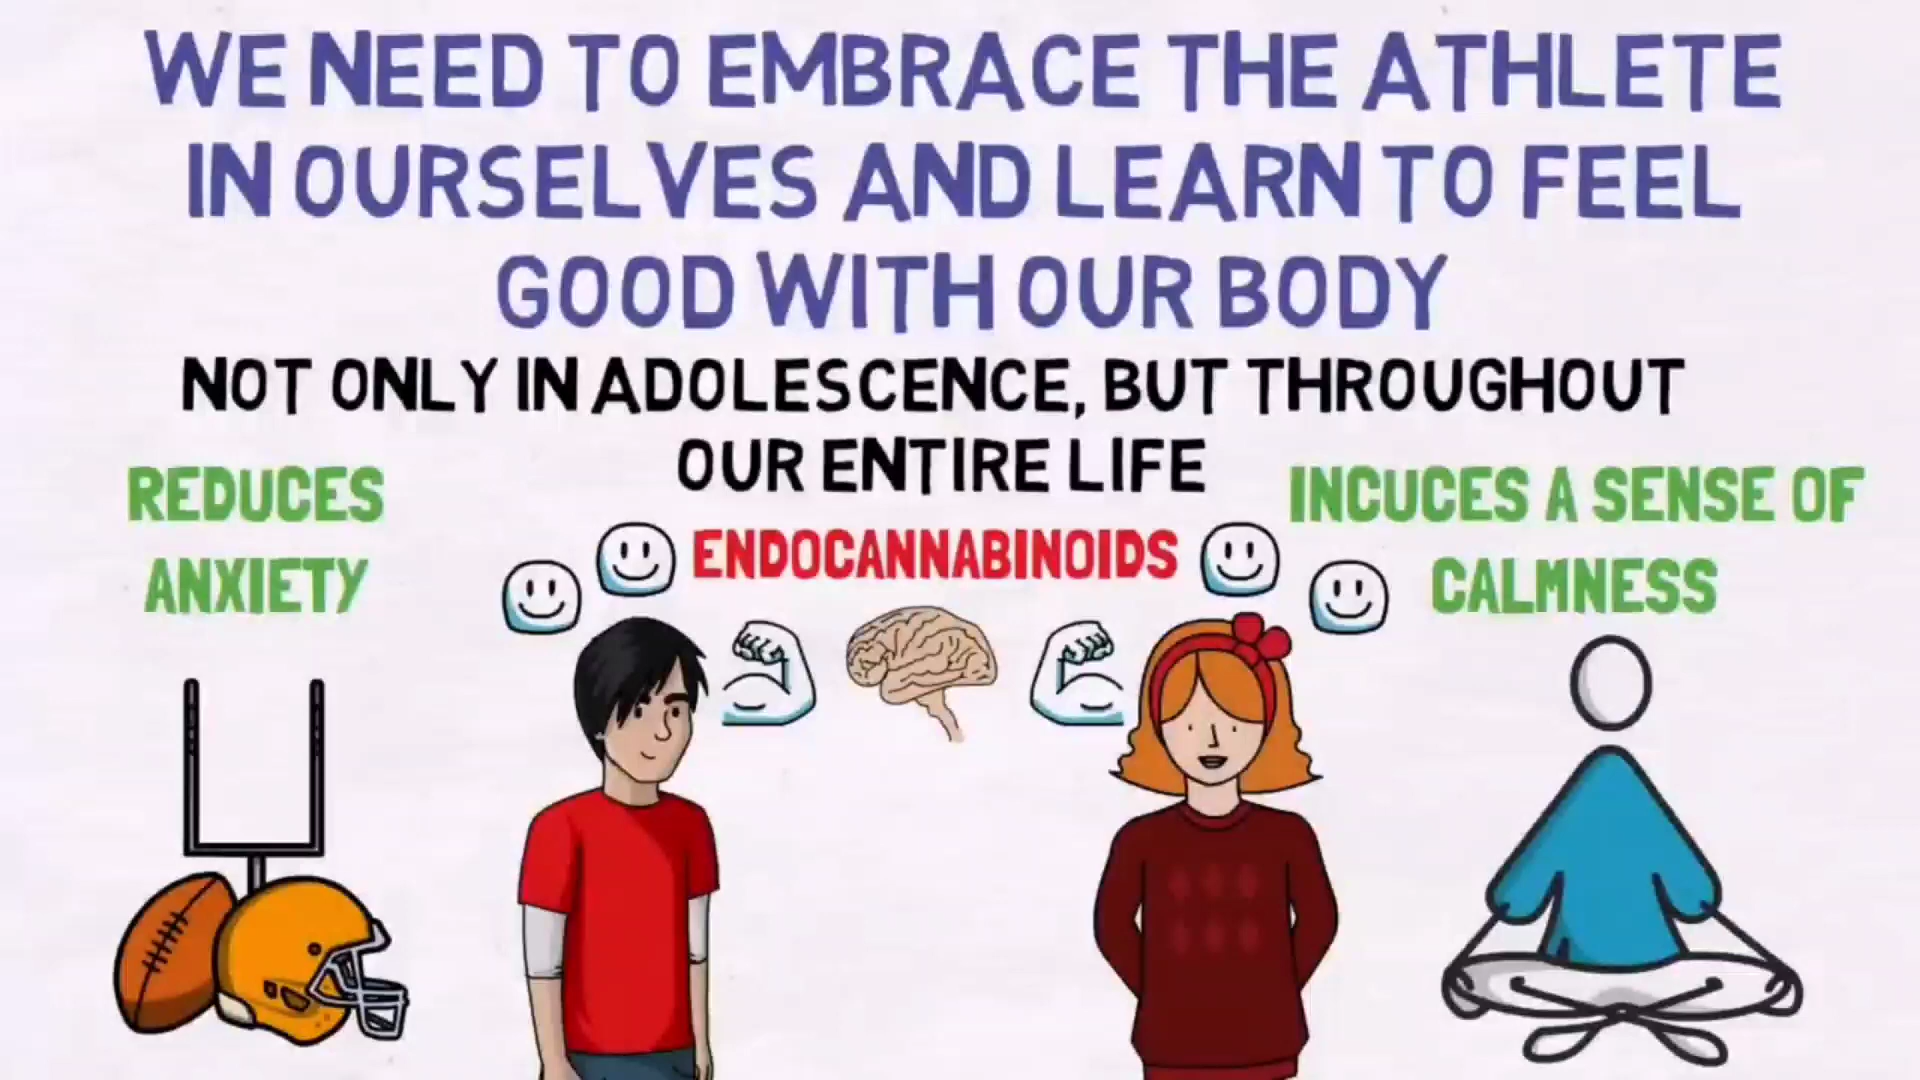 WE NEED TO EMBRACE THE ATHLETE
IN OURSELVES AND LEARN TO FEEL
GOOD WITH OUR BODY
NOT ONLY IN ADOLESCENCE, BUT THROUGHOUT
OUR ENTIRE LIFE
REDUCES
ANXIETY
ENDOCANNABINOIDS
INCUCES A SENSE OF
CALMNESS